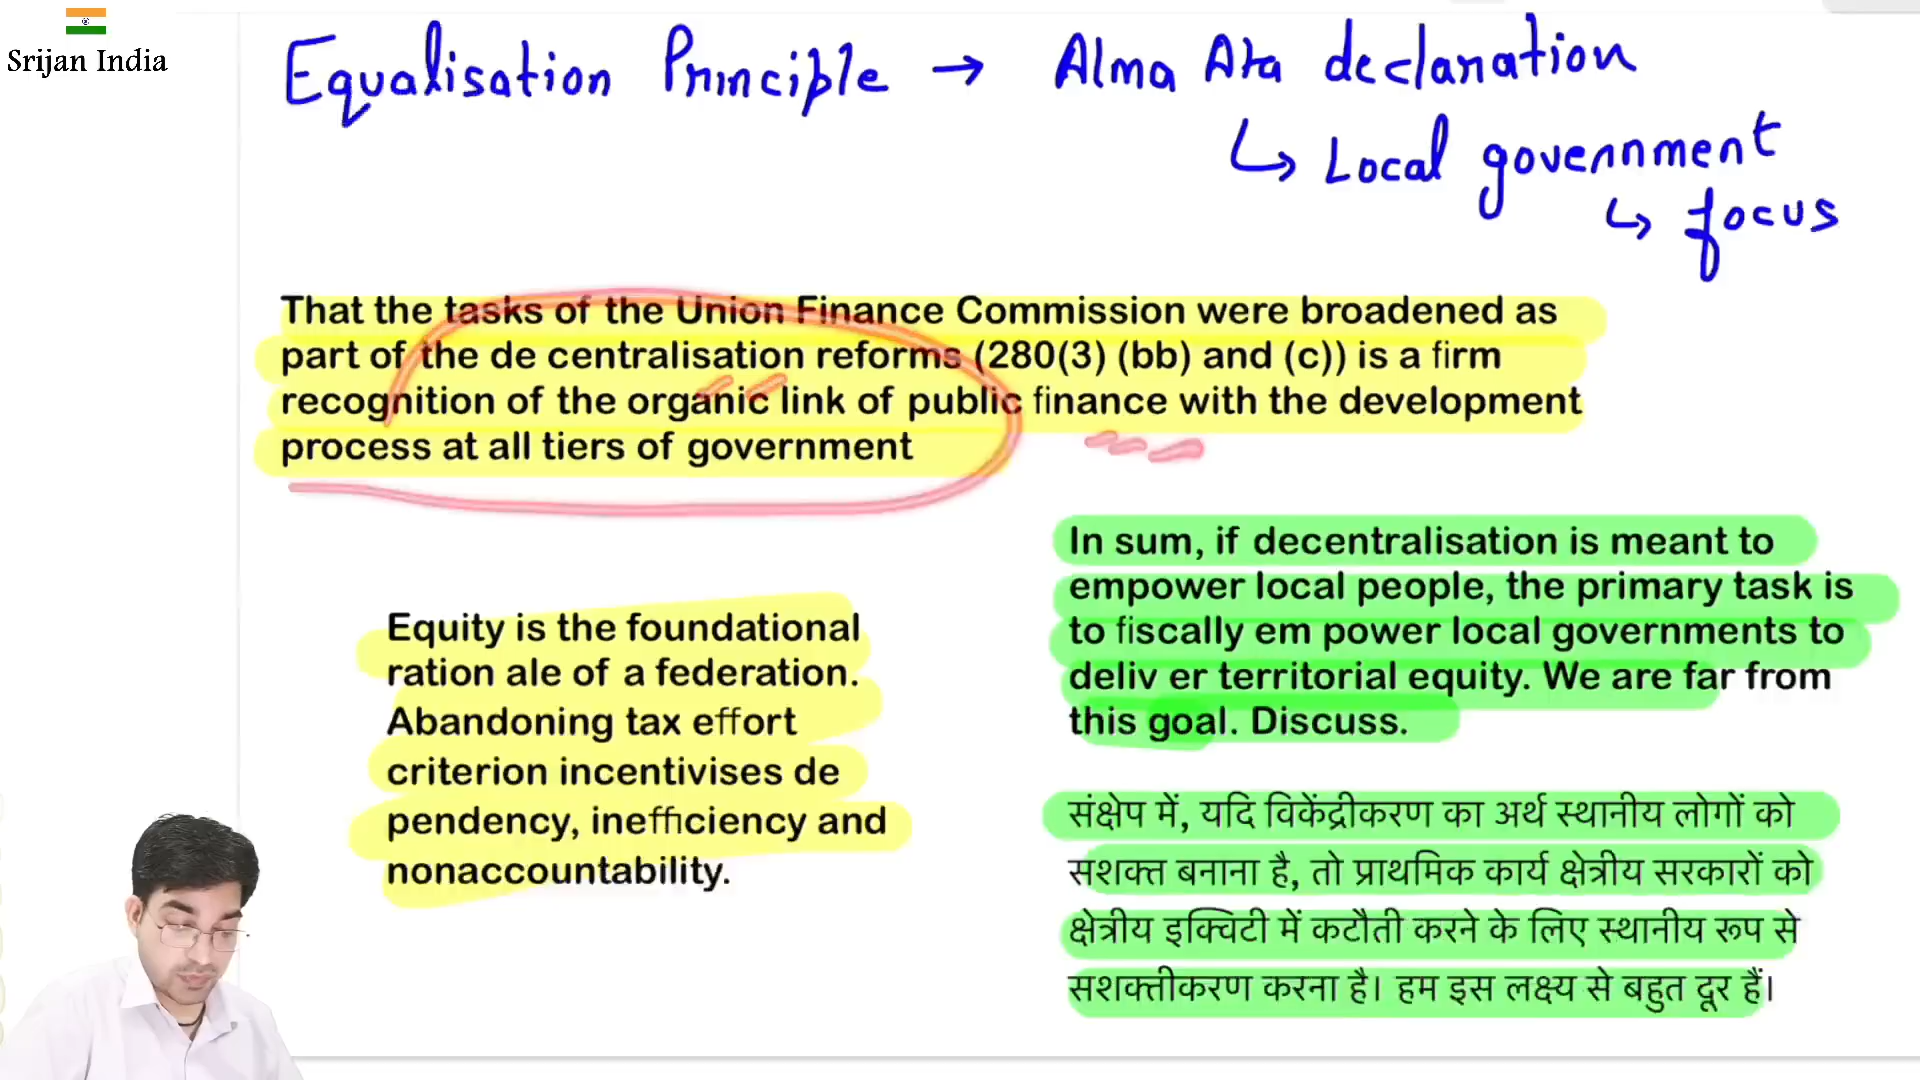 Srijan India
Equalisation Principle → Alma Ata declaration
↳ Local government
↳ focus
That the tasks of the Union Finance Commission were broadened as
part of the de centralisation reforms (280(3) (bb) and (c)) is a firm
recognition of the organic link of public finance with the development
process at all tiers of government
Equity is the foundational
ration ale of a federation.
Abandoning tax effort
criterion incentivises de
pendency, inefficiency and
nonaccountability.
In sum, if decentralisation is meant to
empower local people, the primary task is
to fiscally em power local governments to
deliv er territorial equity. We are far from
this goal. Discuss.
संक्षेप में, यदि विकेंद्रीकरण का अर्थ स्थानीय लोगों को
सशक्त बनाना है, तो प्राथमिक कार्य क्षेत्रीय सरकारों को
क्षेत्रीय इक्विटी में कटौती करने के लिए स्थानीय रूप से
सशक्तीकरण करना है। हम इस लक्ष्य से बहुत दूर हैं।